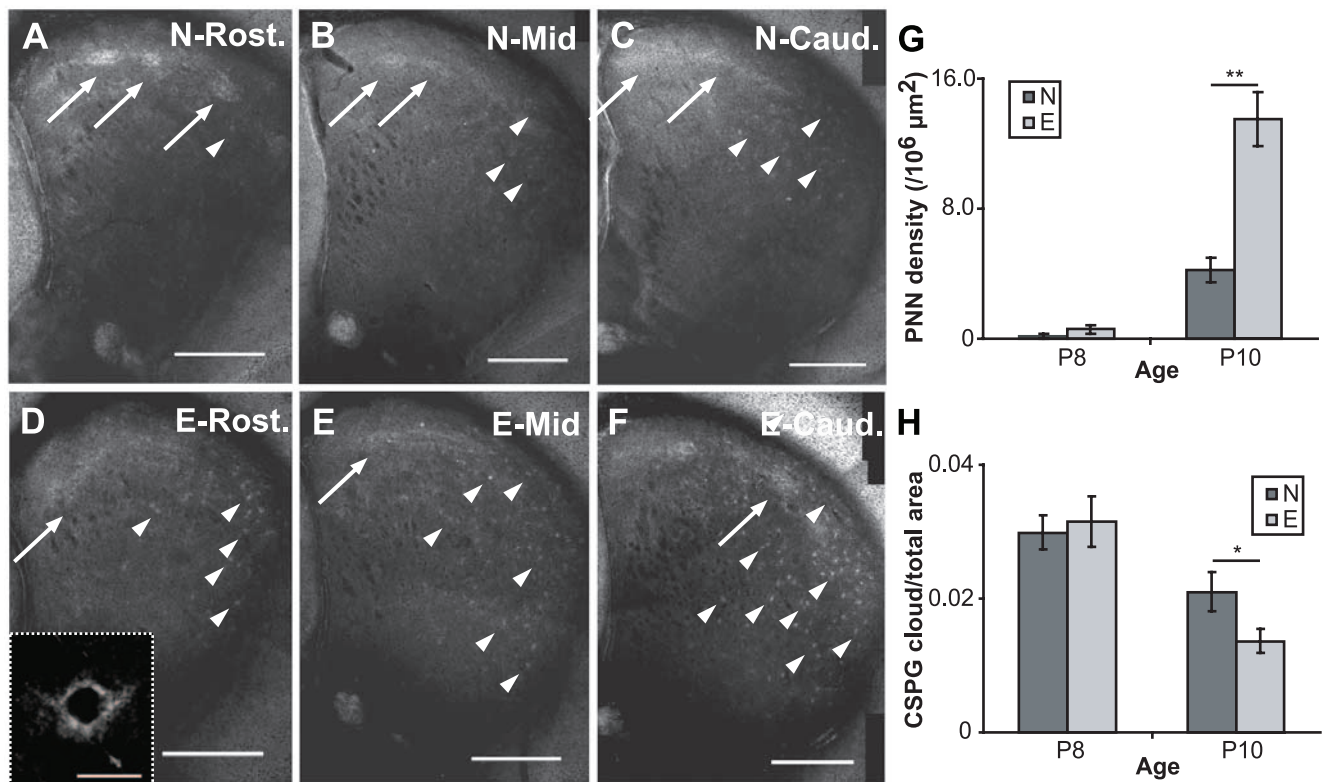 A
N-Rost.
B
N-Mid
C
N-Caud.
D
E-Rost.
E
E-Mid
F
E-Caud.
G
16.0
8.0
0
PNN density (/10⁶ µm²)
N
E
**
P8
P10
Age
H
0.04
0.02
0
CSPG cloud/total area
N
E
*
P8
P10
Age